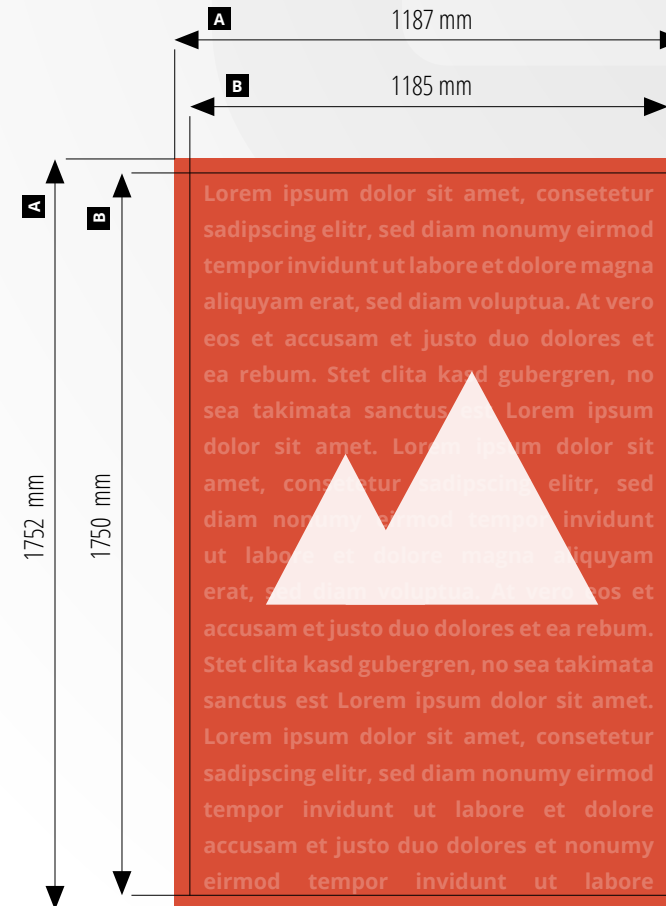 A 1187 mm
B 1185 mm
A
B
1752 mm
1750 mm
Lorem ipsum dolor sit amet, consetetur
sadipscing elitr, sed diam nonumy eirmod
tempor invidunt ut labore et dolore magna
aliquyam erat, sed diam voluptua. At vero
eos et accusam et justo duo dolores et
ea rebum. Stet clita kasd gubergren, no
sea takimata sanctus est Lorem ipsum
dolor sit amet. Lorem ipsum dolor sit
amet, consetetur sadipscing elitr, sed
diam nonumy eirmod tempor invidunt
ut labore et dolore magna aliquyam
erat, sed diam voluptua. At vero eos et
accusam et justo duo dolores et ea rebum.
Stet clita kasd gubergren, no sea takimata
sanctus est Lorem ipsum dolor sit amet.
Lorem ipsum dolor sit amet, consetetur
sadipscing elitr, sed diam nonumy eirmod
tempor invidunt ut labore et dolore
accusam et justo duo dolores et nonumy
eirmod tempor invidunt ut labore